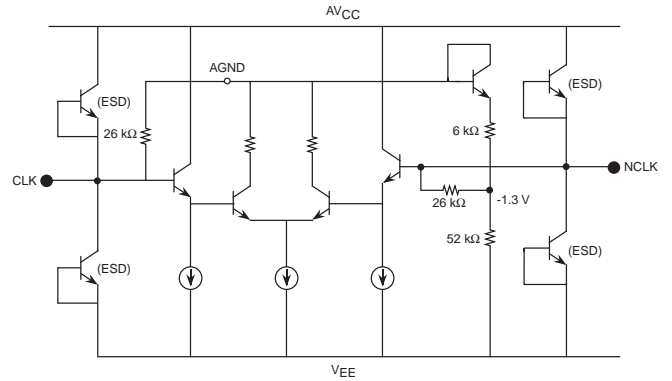 AVCC
AGND
(ESD)
(ESD)
26 kΩ
6 kΩ
CLK
NCLK
26 kΩ
-1.3 V
52 kΩ
(ESD)
(ESD)
VEE